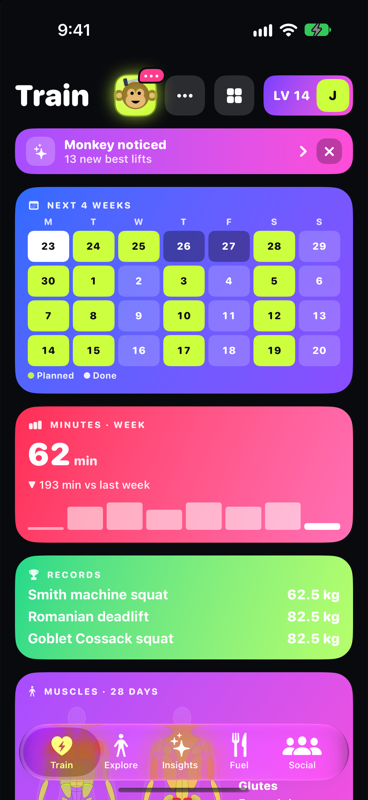 9:41
Train
LV 14 J
Monkey noticed
13 new best lifts
NEXT 4 WEEKS
M T W T F S S
23 24 25 26 27 28 29
30 1 2 3 4 5 6
7 8 9 10 11 12 13
14 15 16 17 18 19 20
Planned Done
MINUTES · WEEK
62 min
▼ 193 min vs last week
RECORDS
Smith machine squat 62.5 kg
Romanian deadlift 82.5 kg
Goblet Cossack squat 82.5 kg
MUSCLES · 28 DAYS
Train Explore Insights Fuel Social
Glutes